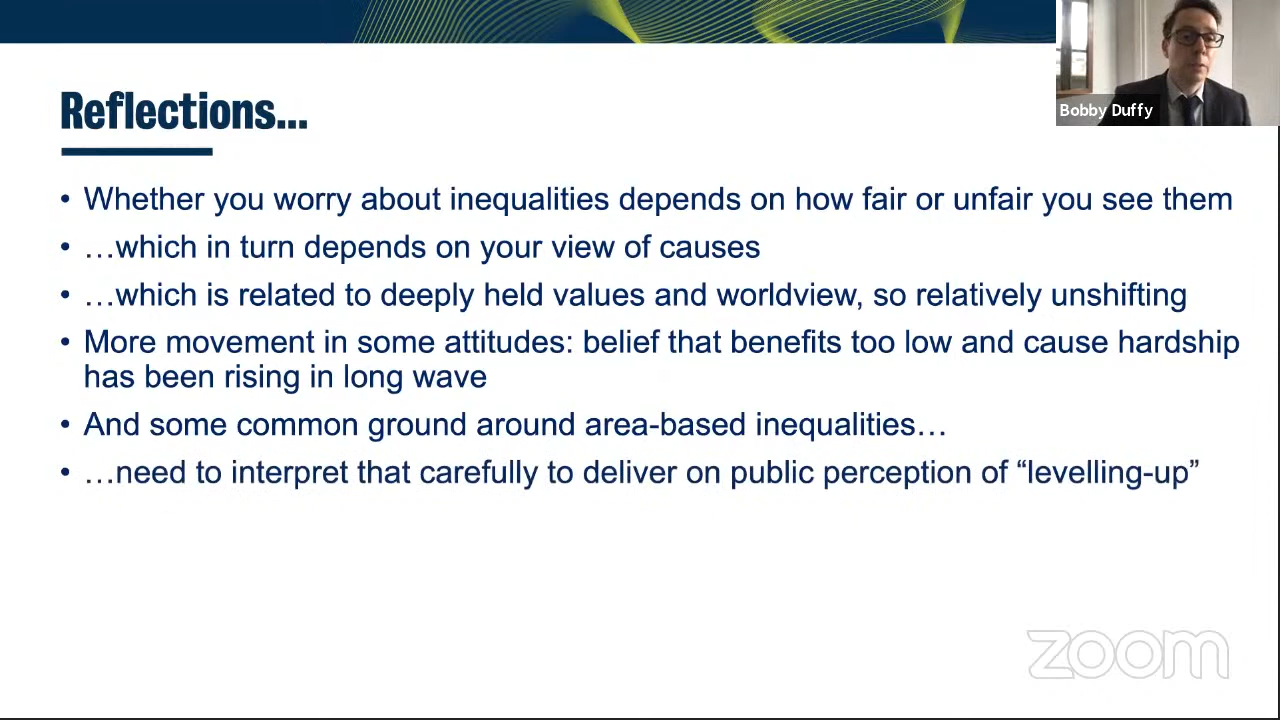 Reflections...
Bobby Duffy
• Whether you worry about inequalities depends on how fair or unfair you see them
• …which in turn depends on your view of causes
• …which is related to deeply held values and worldview, so relatively unshifting
• More movement in some attitudes: belief that benefits too low and cause hardship
has been rising in long wave
• And some common ground around area-based inequalities…
• …need to interpret that carefully to deliver on public perception of “levelling-up”
zoom